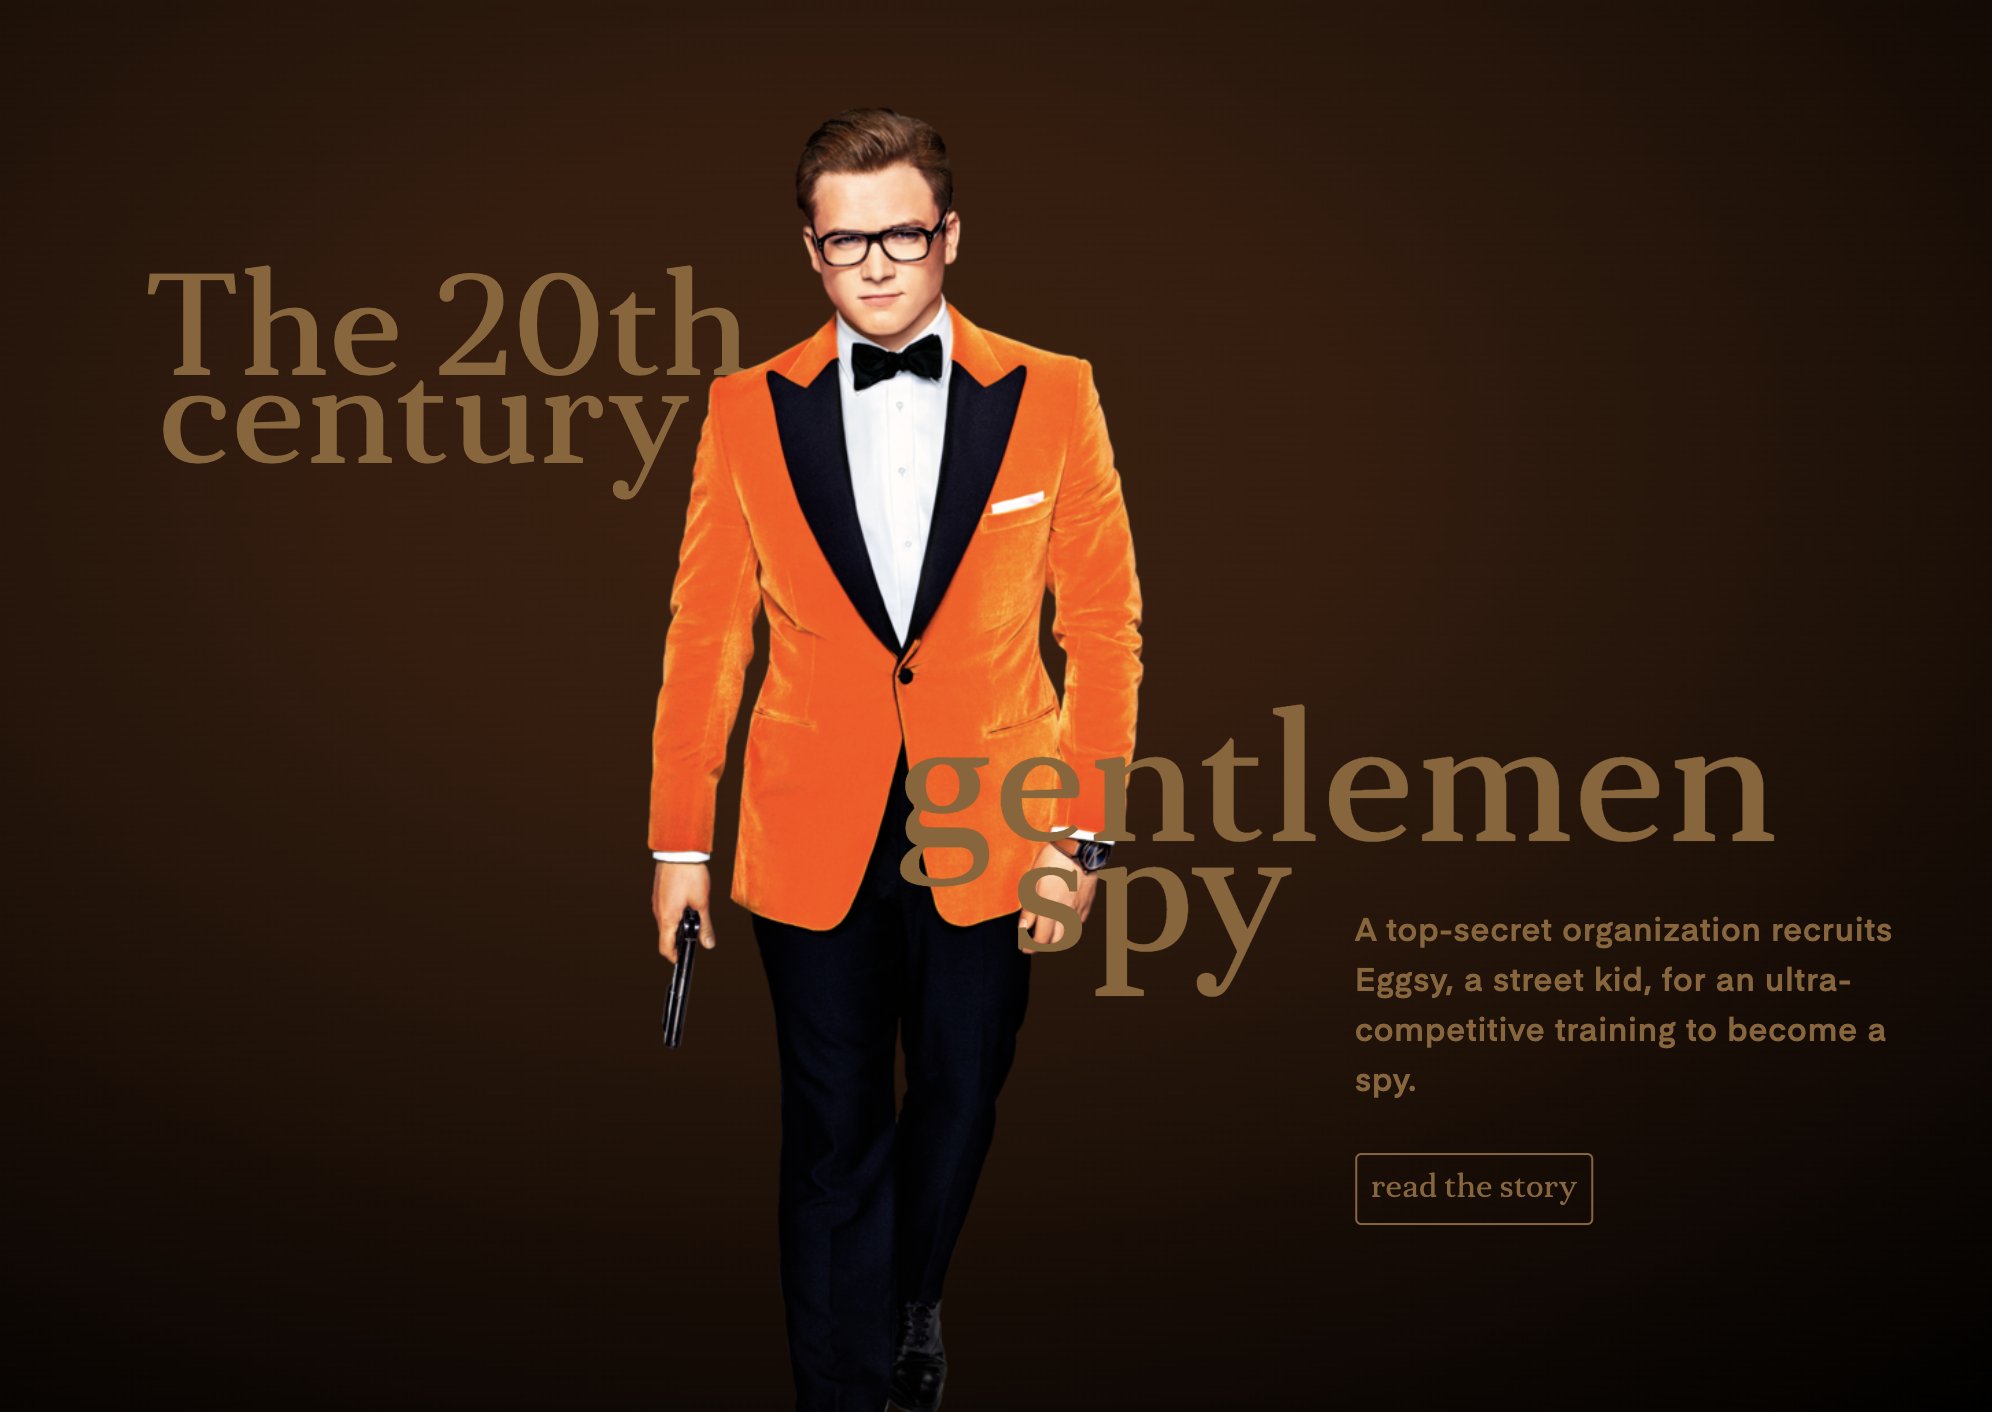 The 20th
century
gentlemen
spy
A top-secret organization recruits
Eggsy, a street kid, for an ultra-
competitive training to become a
spy.
read the story